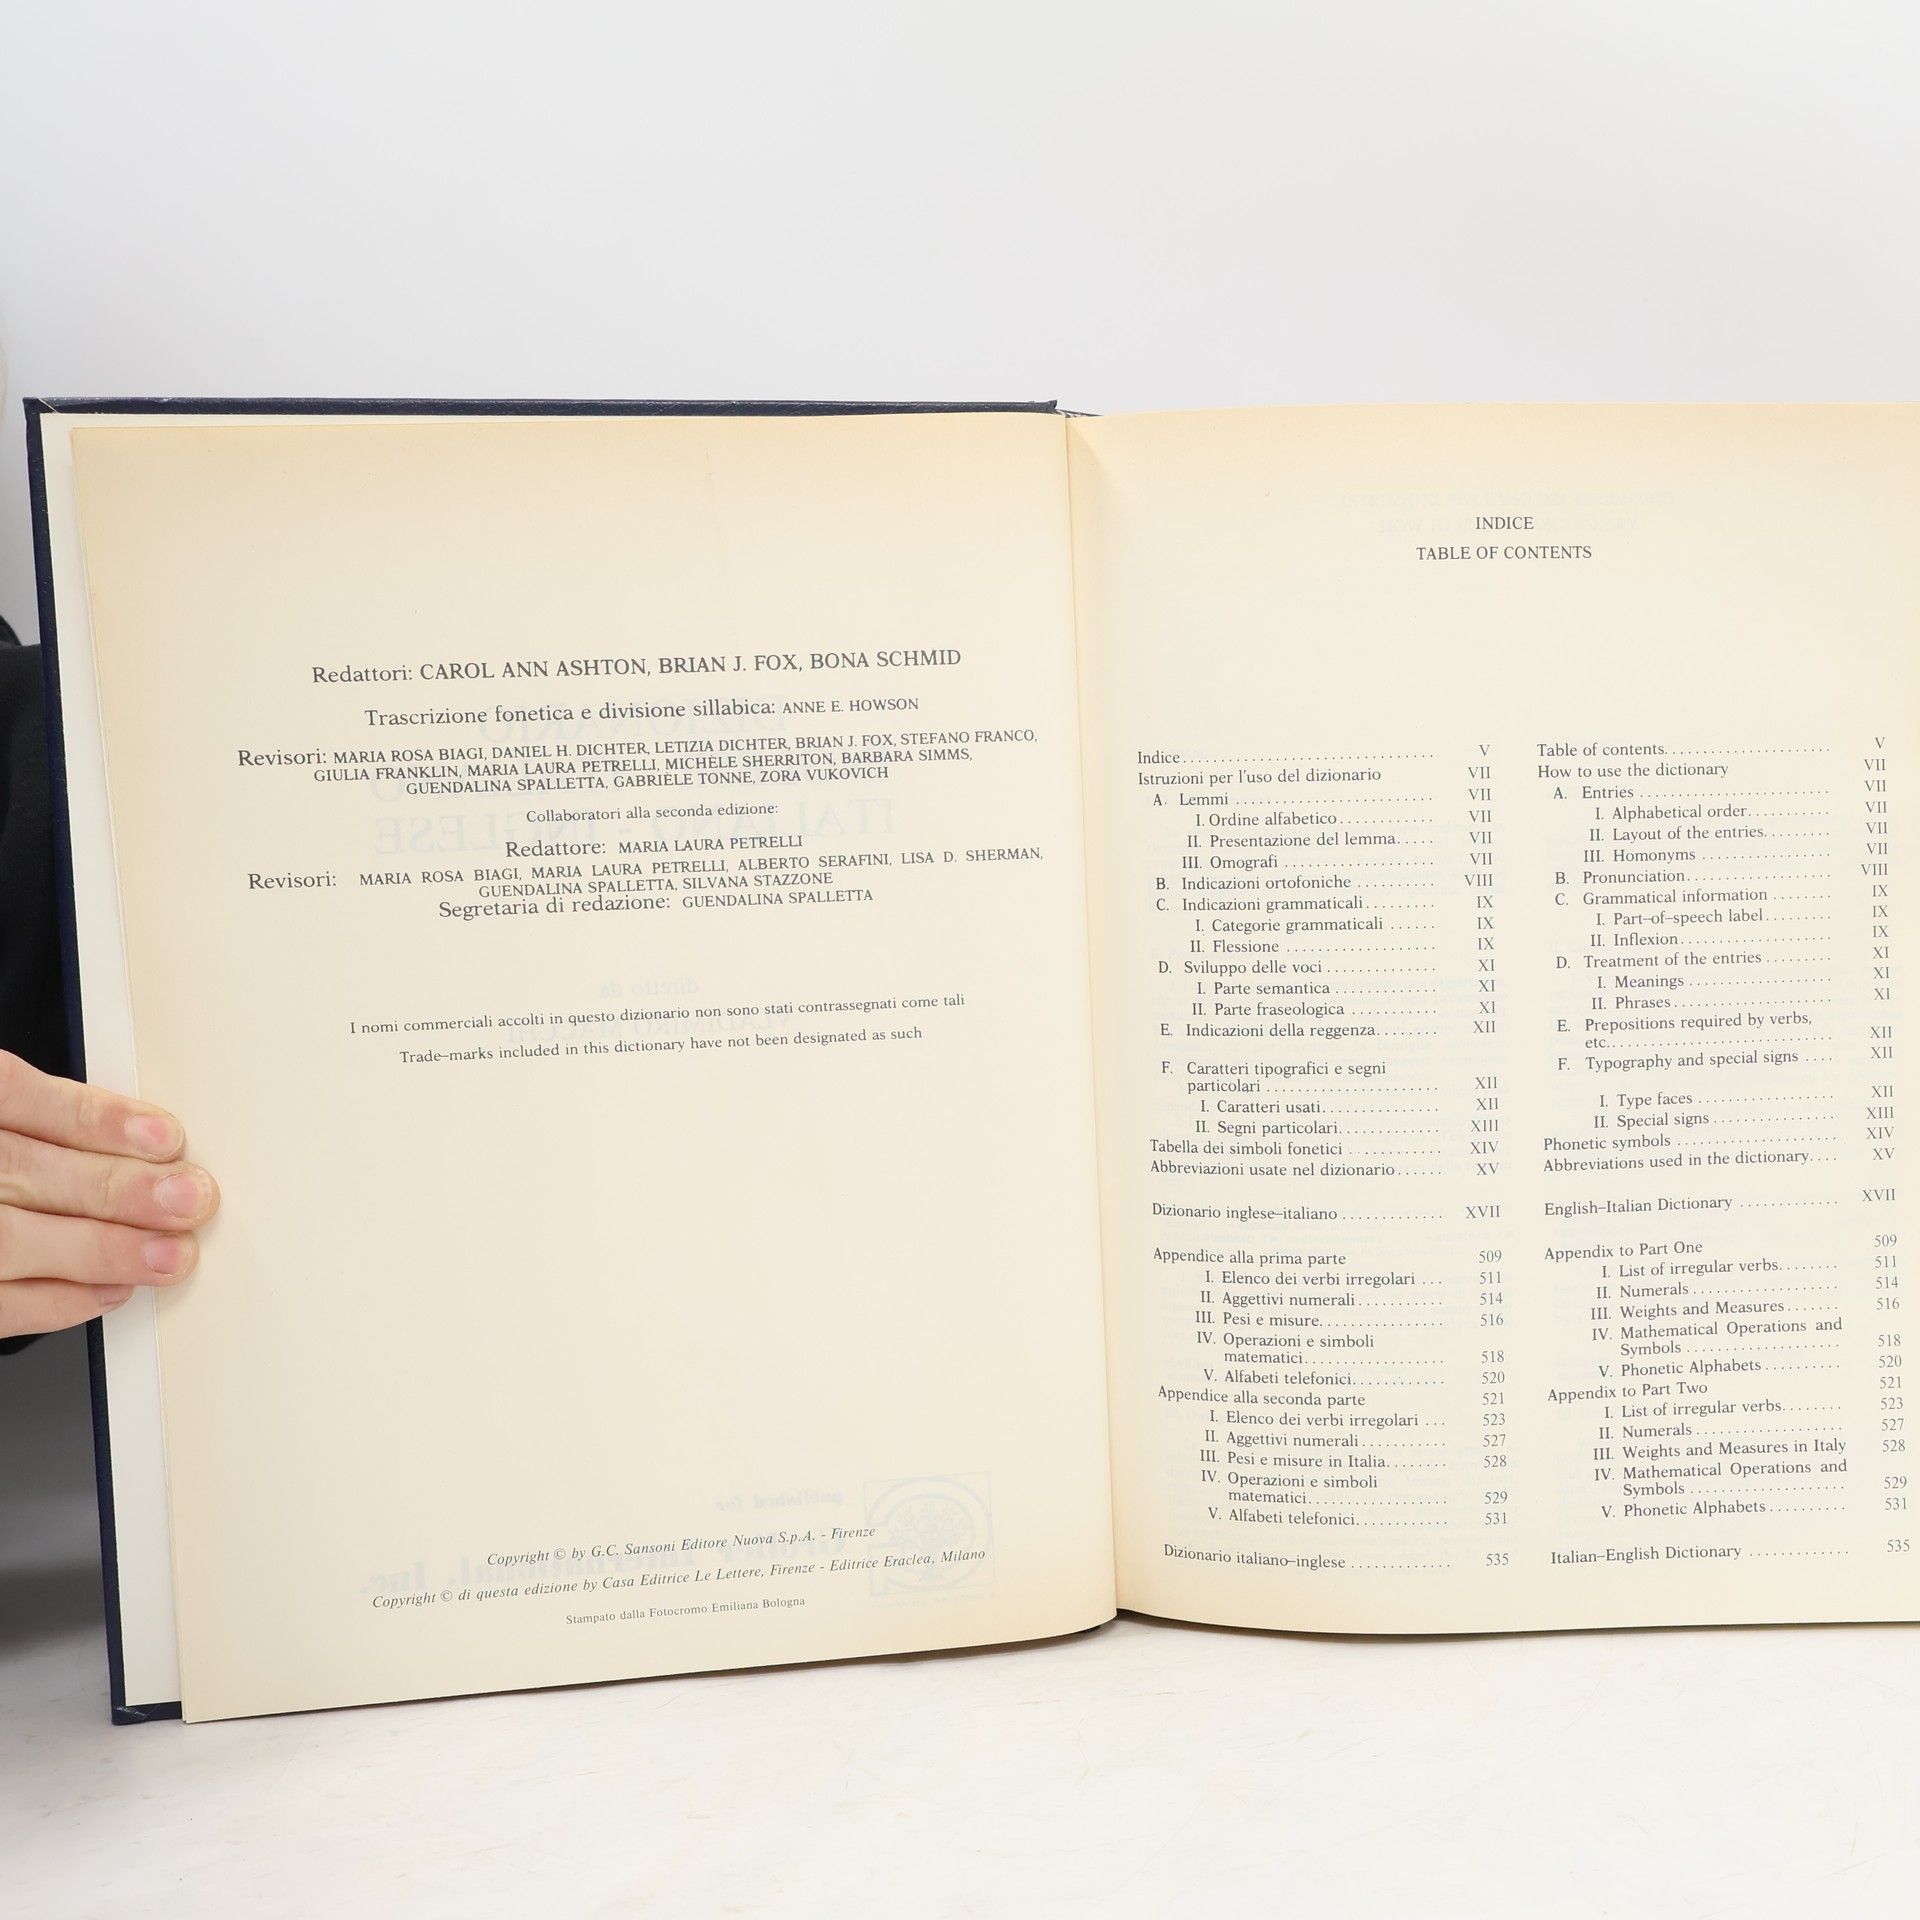 Redattori: CAROL ANN ASHTON, BRIAN J. FOX, BONA SCHMID
Trascrizione fonetica e divisione sillabica: ANNE E. HOWSON
Revisori: MARIA ROSA BIAGI, DANIEL H. DICHTER, LETIZIA DICHTER, BRIAN J. FOX, STEFANO FRANCO,
GIULIA FRANKLIN, MARIA LAURA PETRELLI, MICHÈLE SHERRITON, BARBARA SIMMS,
GUENDALINA SPALLETTA, GABRIÈLE TONNE, ZORA VUKOVICH
Collaboratori alla seconda edizione:
Redattore: MARIA LAURA PETRELLI
Revisori: MARIA ROSA BIAGI, MARIA LAURA PETRELLI, ALBERTO SERAFINI, LISA D. SHERMAN,
GUENDALINA SPALLETTA, SILVANA STAZZONE
Segretaria di redazione: GUENDALINA SPALLETTA
I nomi commerciali accolti in questo dizionario non sono stati contrassegnati come tali
Trade–marks included in this dictionary have not been designated as such
Copyright © by G.C. Sansoni Editore Nuova S.p.A. - Firenze
Copyright © di questa edizione by Casa Editrice Le Lettere, Firenze - Editrice Eraclea, Milano
Stampato dalla Fotocromo Emiliana Bologna
INDICE
TABLE OF CONTENTS
Indice................................ V
Istruzioni per l'uso del dizionario VII
A. Lemmi .......................... VII
I. Ordine alfabetico............ VII
II. Presentazione del lemma..... VII
III. Omografi .................... VII
B. Indicazioni ortofoniche .......... VIII
C. Indicazioni grammaticali......... IX
I. Categorie grammaticali ...... IX
II. Flessione .................... IX
D. Sviluppo delle voci .............. XI
I. Parte semantica ............. XI
II. Parte fraseologica ........... XI
E. Indicazioni della reggenza........ XII
F. Caratteri tipografici e segni
particolari ....................... XII
I. Caratteri usati................ XII
II. Segni particolari............. XIII
Tabella dei simboli fonetici ............ XIV
Abbreviazioni usate nel dizionario...... XV
Dizionario inglese–italiano ............. XVII
Appendice alla prima parte 509
I. Elenco dei verbi irregolari ... 511
II. Aggettivi numerali........... 514
III. Pesi e misure................ 516
IV. Operazioni e simboli
matematici.................. 518
V. Alfabeti telefonici............ 520
Appendice alla seconda parte 521
I. Elenco dei verbi irregolari ... 523
II. Aggettivi numerali........... 527
III. Pesi e misure in Italia........ 528
IV. Operazioni e simboli
matematici.................. 529
V. Alfabeti telefonici............ 531
Dizionario italiano–inglese ............. 535
Table of contents...................... V
How to use the dictionary VII
A. Entries ......................... VII
I. Alphabetical order........... VII
II. Layout of the entries......... VII
III. Homonyms .................. VII
B. Pronunciation................... VIII
C. Grammatical information ........ IX
I. Part–of–speech label......... IX
II. Inflexion.................... IX
D. Treatment of the entries ......... XI
I. Meanings ................... XI
II. Phrases..................... XI
E. Prepositions required by verbs,
etc.............................. XII
F. Typography and special signs .... XII
I. Type faces .................. XII
II. Special signs ................ XIII
Phonetic symbols ..................... XIV
Abbreviations used in the dictionary.... XV
English–Italian Dictionary ............. XVII
Appendix to Part One 509
I. List of irregular verbs........ 511
II. Numerals................... 514
III. Weights and Measures....... 516
IV. Mathematical Operations and
Symbols .................... 518
V. Phonetic Alphabets.......... 520
Appendix to Part Two 521
I. List of irregular verbs........ 523
II. Numerals................... 527
III. Weights and Measures in Italy 528
IV. Mathematical Operations and
Symbols .................... 529
V. Phonetic Alphabets.......... 531
Italian–English Dictionary ............. 535